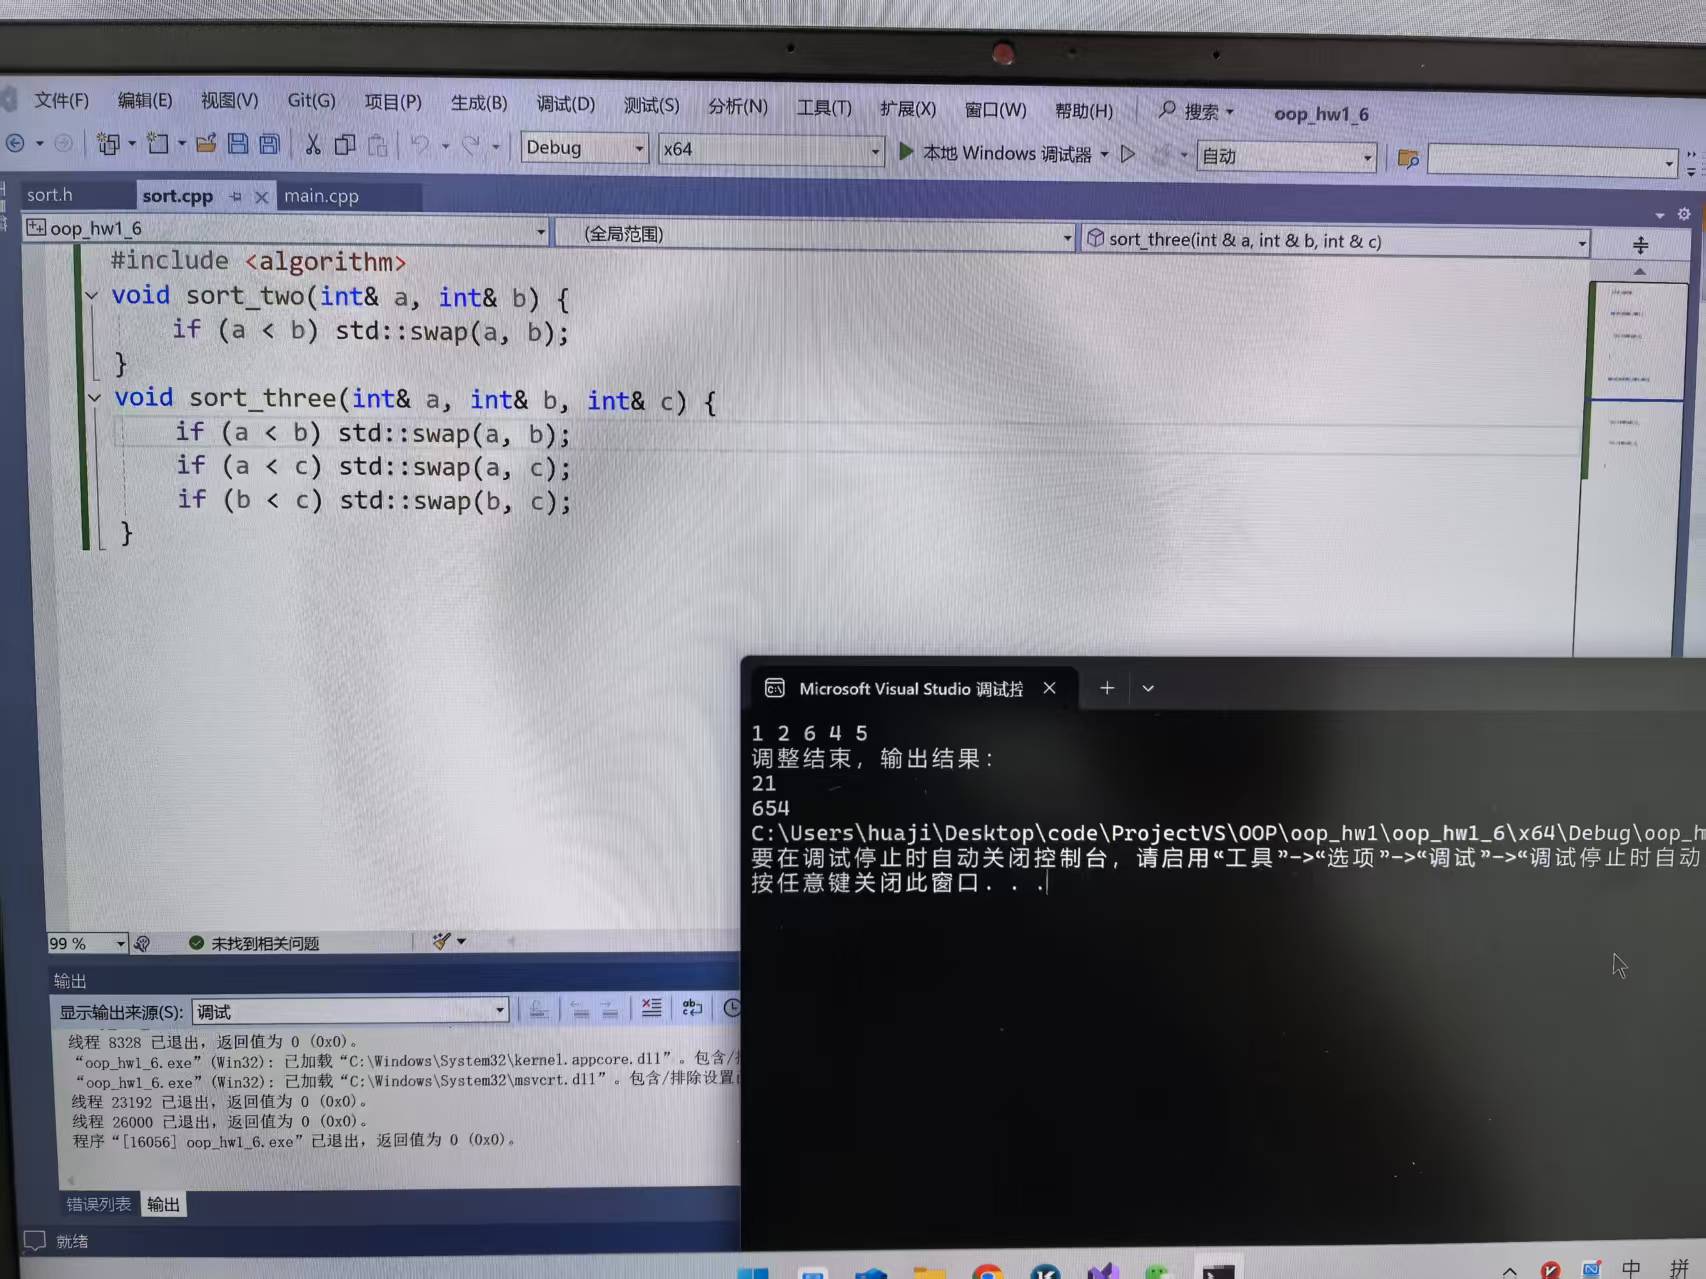 文件(F) 编辑(E) 视图(V) Git(G) 项目(P) 生成(B) 调试(D) 测试(S) 分析(N) 工具(T) 扩展(X) 窗口(W) 帮助(H) 搜索 oop_hw1_6
Debug x64 本地 Windows 调试器 自动
sort.h sort.cpp main.cpp
oop_hw1_6 (全局范围) sort_three(int & a, int & b, int & c)
#include <algorithm>
void sort_two(int& a, int& b) {
if (a < b) std::swap(a, b);
}
void sort_three(int& a, int& b, int& c) {
if (a < b) std::swap(a, b);
if (a < c) std::swap(a, c);
if (b < c) std::swap(b, c);
}
Microsoft Visual Studio 调试控
1 2 6 4 5
调整结束，输出结果：
21
654
C:\Users\huaji\Desktop\code\ProjectVS\OOP\oop_hw1\oop_hw1_6\x64\Debug\oop_h
要在调试停止时自动关闭控制台，请启用“工具”->“选项”->“调试”->“调试停止时自动
按任意键关闭此窗口. . .
99 % 未找到相关问题
输出
显示输出来源(S): 调试
线程 8328 已退出，返回值为 0 (0x0)。
“oop_hw1_6.exe”(Win32): 已加载“C:\Windows\System32\kernel.appcore.dll”。包含/排
“oop_hw1_6.exe”(Win32): 已加载“C:\Windows\System32\msvcrt.dll”。包含/排除设置
线程 23192 已退出，返回值为 0 (0x0)。
线程 26000 已退出，返回值为 0 (0x0)。
程序“[16056] oop_hw1_6.exe”已退出，返回值为 0 (0x0)。
错误列表 输出
就绪
中 拼